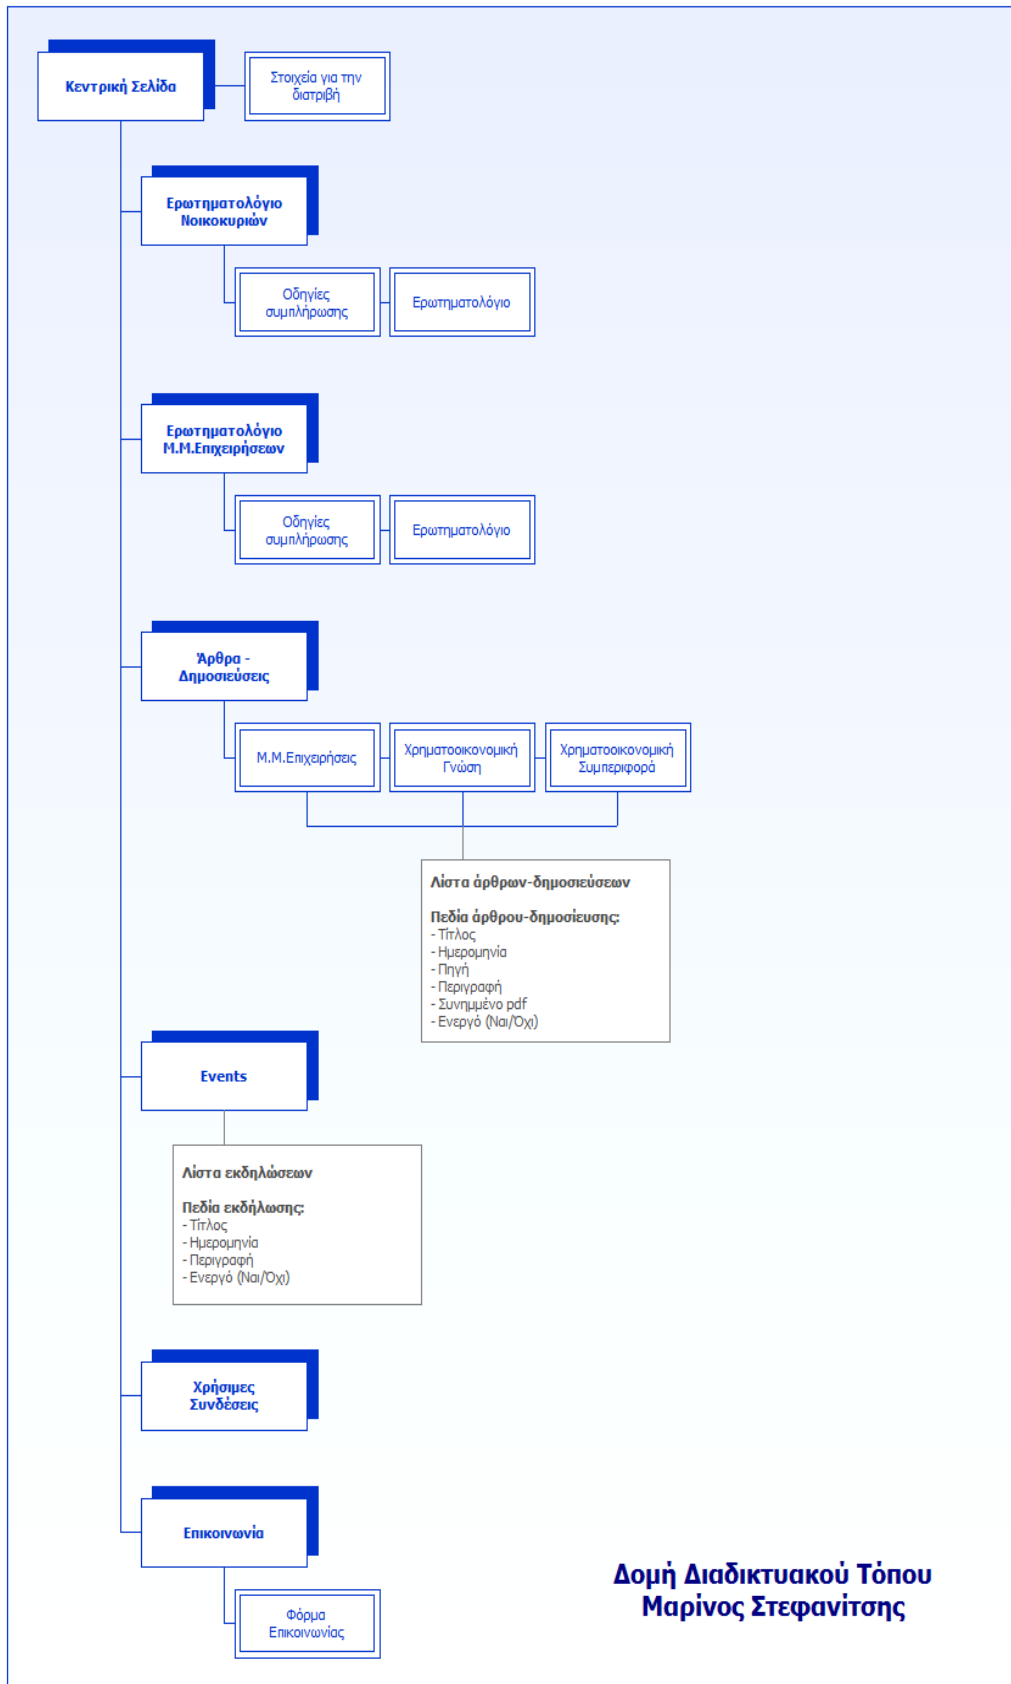 Κεντρική Σελίδα
Στοιχεία για την
διατριβή
Ερωτηματολόγιο
Νοικοκυριών
Οδηγίες
συμπλήρωσης
Ερωτηματολόγιο
Ερωτηματολόγιο
Μ.Μ.Επιχειρήσεων
Οδηγίες
συμπλήρωσης
Ερωτηματολόγιο
Άρθρα -
Δημοσιεύσεις
Μ.Μ.Επιχειρήσεις
Χρηματοοικονομική
Γνώση
Χρηματοοικονομική
Συμπεριφορά
Λίστα άρθρων-δημοσιεύσεων
Πεδία άρθρου-δημοσίευσης:
- Τίτλος
- Ημερομηνία
- Πηγή
- Περιγραφή
- Συνημμένο pdf
- Ενεργό (Ναι/Όχι)
Events
Λίστα εκδηλώσεων
Πεδία εκδήλωσης:
- Τίτλος
- Ημερομηνία
- Περιγραφή
- Ενεργό (Ναι/Όχι)
Χρήσιμες
Συνδέσεις
Επικοινωνία
Φόρμα
Επικοινωνίας
Δομή Διαδικτυακού Τόπου
Μαρίνος Στεφανίτσης